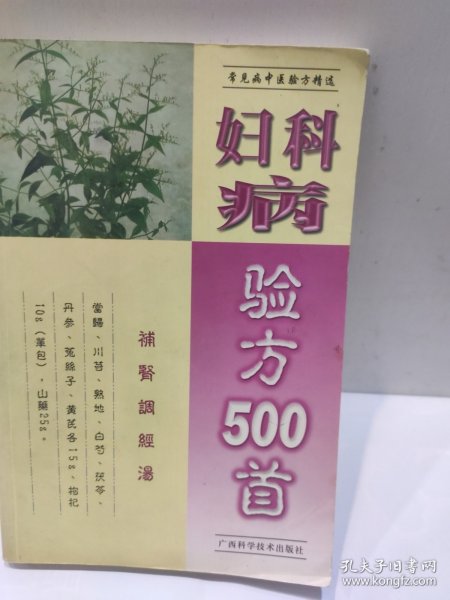 常见病中医验方精选
妇科
病
验方
500
首
補腎調經湯
當歸、川芎、熟地、白芍、茯苓、
丹參、菟絲子、黃芪各15g、枸杞
10g（單包），山藥25g。
广西科学技术出版社
孔夫子旧书网
www.kongfz.com